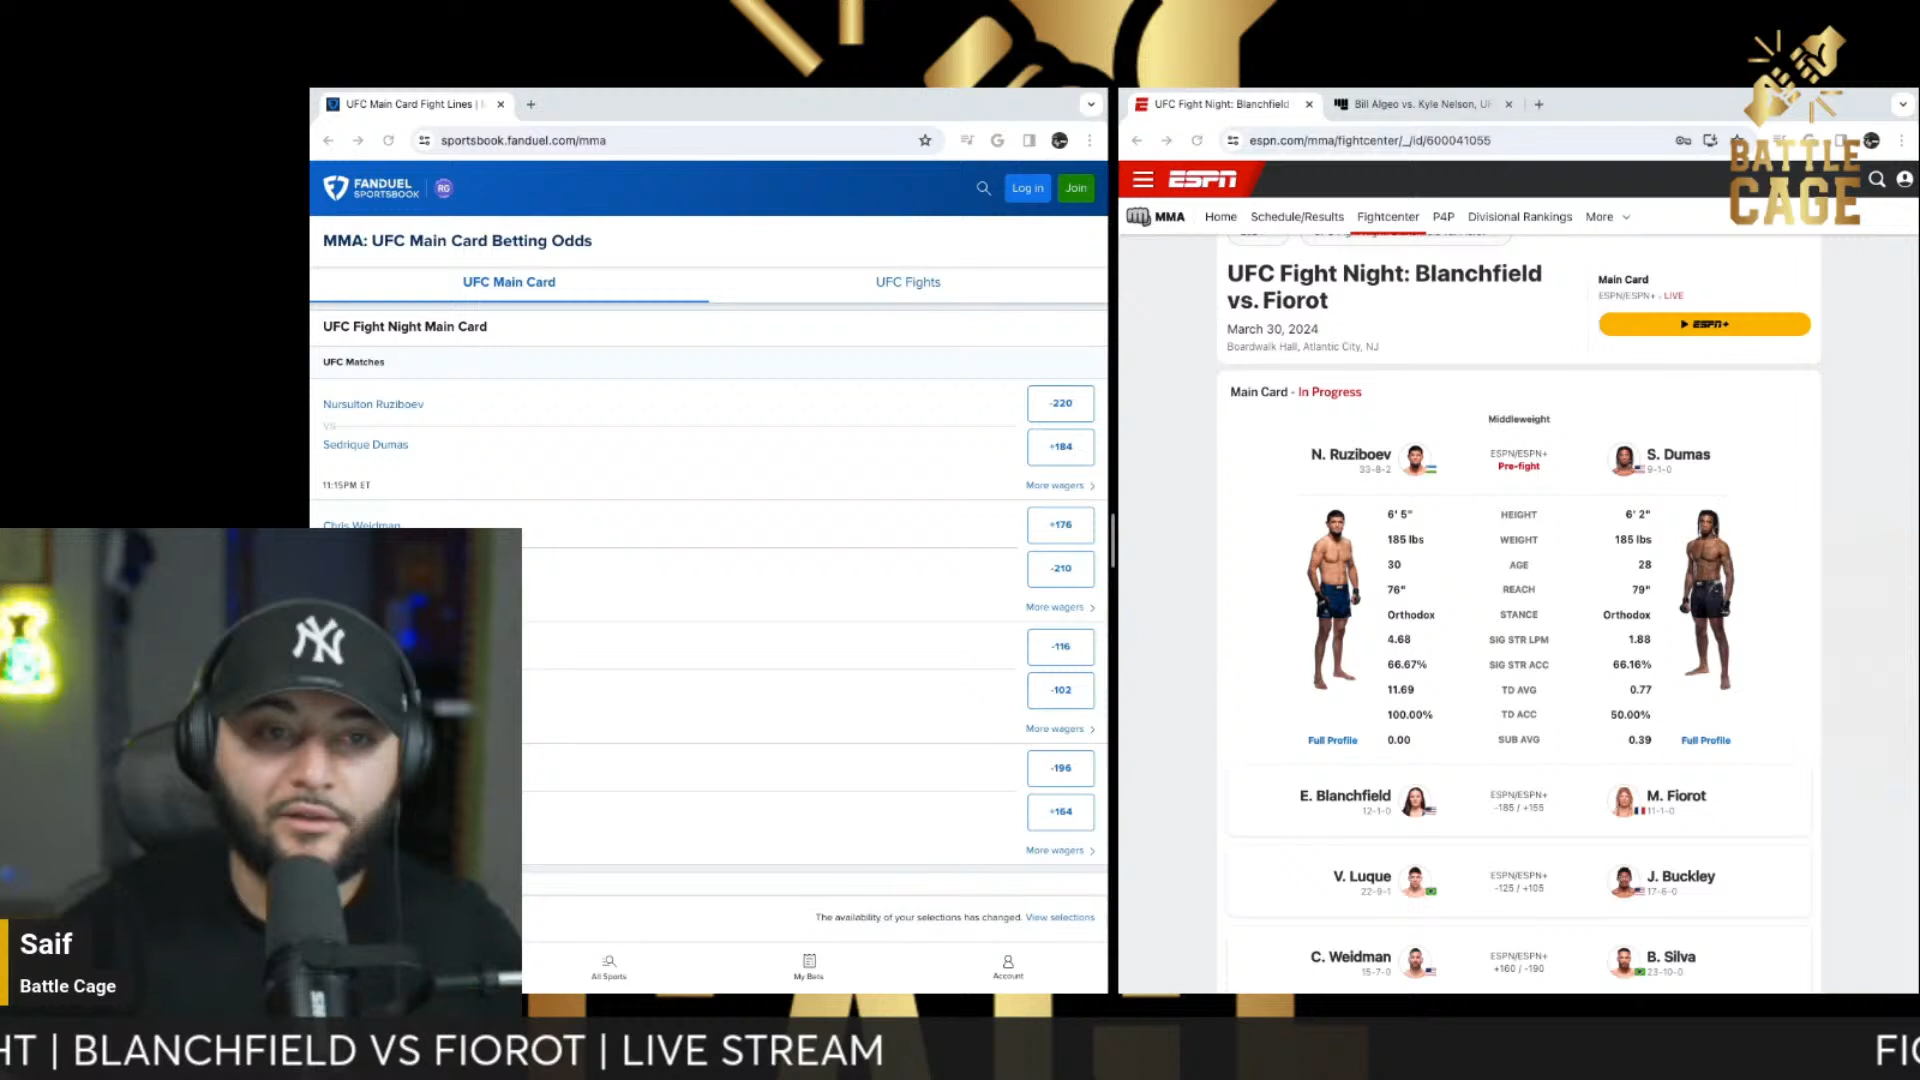 UFC Main Card Fight Lines |
sportsbook.fanduel.com/mma
FANDUEL
SPORTSBOOK
RG
Log in
Join
MMA: UFC Main Card Betting Odds
UFC Main Card
UFC Fights
UFC Fight Night Main Card
UFC Matches
Nursulton Ruziboev
-220
VS
Sedrique Dumas
+184
11:15PM ET
More wagers
Chris Weidman
+176
-210
More wagers
-116
-102
More wagers
-196
+164
More wagers
The availability of your selections has changed. View selections
All Sports
My Bets
Account
UFC Fight Night: Blanchfield
Bill Algeo vs. Kyle Nelson, UF
espn.com/mma/fightcenter/_/id/600041055
BATTLE
CAGE
ESPN
MMA
Home
Schedule/Results
Fightcenter
P4P
Divisional Rankings
More
UFC Fight Night: Blanchfield
vs. Fiorot
March 30, 2024
Boardwalk Hall, Atlantic City, NJ
Main Card
ESPN/ESPN+ - LIVE
ESPN+
Main Card - In Progress
Middleweight
N. Ruziboev
33-8-2
ESPN/ESPN+
Pre-fight
S. Dumas
9-1-0
6' 5" HEIGHT 6' 2"
185 lbs WEIGHT 185 lbs
30 AGE 28
76" REACH 79"
Orthodox STANCE Orthodox
4.68 SIG STR LPM 1.88
66.67% SIG STR ACC 66.16%
11.69 TD AVG 0.77
100.00% TD ACC 50.00%
Full Profile 0.00 SUB AVG 0.39 Full Profile
E. Blanchfield
12-1-0
ESPN/ESPN+
-185 / +155
M. Fiorot
11-1-0
V. Luque
22-9-1
ESPN/ESPN+
-125 / +105
J. Buckley
17-6-0
C. Weidman
15-7-0
ESPN/ESPN+
+160 / -190
B. Silva
23-10-0
NY
Saif
Battle Cage
HT | BLANCHFIELD VS FIOROT | LIVE STREAM
FIO